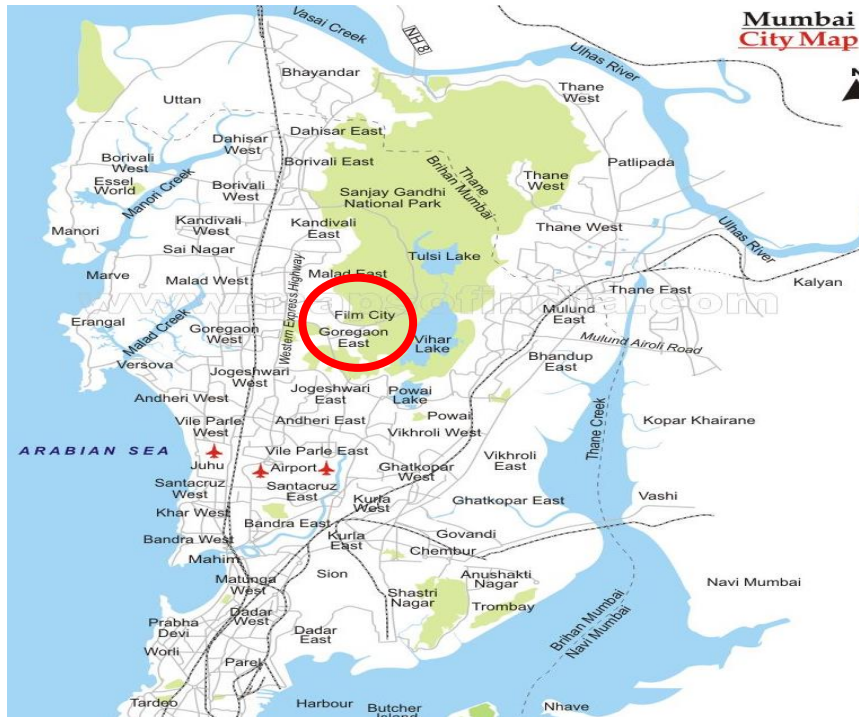 Mumbai
City Map
N
Vasai Creek
NH 8
Ulhas River
Bhayandar
Thane
West
Uttan
Dahisar East
Dahisar
West
Borivali
West
Borivali East
Thane
Brihan Mumbai
Patlipada
Essel
World
Manori Creek
Borivali
West
Sanjay Gandhi
National Park
Thane
West
Kandivali
West
Kandivali
East
Thane West
Ulhas River
Manori
Sai Nagar
Tulsi Lake
Marve
Malad West
Western Express Highway
Malad East
Thane East
Kalyan
Erangal
Malad Creek
Goregaon
West
Film City
Goregaon
East
Vihar
Lake
Mulund
East
Mulund Airoli Road
Versova
Jogeshwari
West
Bhandup
East
Andheri West
Jogeshwari
East
Powai
Lake
Vile Parle
West
Andheri East
Powai
Vikhroli West
Thane Creek
Kopar Khairane
ARABIAN SEA
Juhu
Vile Parle East
Airport
Ghatkopar
West
Vikhroli
East
Santacruz
West
Santacruz
East
Kurla
West
Ghatkopar East
Vashi
Khar West
Bandra East
Bandra West
Kurla
East
Govandi
Chembur
Mahim
Matunga
West
Sion
Anushakti
Nagar
Navi Mumbai
Shastri
Nagar
Trombay
Prabha
Devi
Dadar
West
Dadar
East
Brihan Mumbai
Navi Mumbai
Worli
Parel
Tardeo
Harbour
Butcher
Island
Nhave